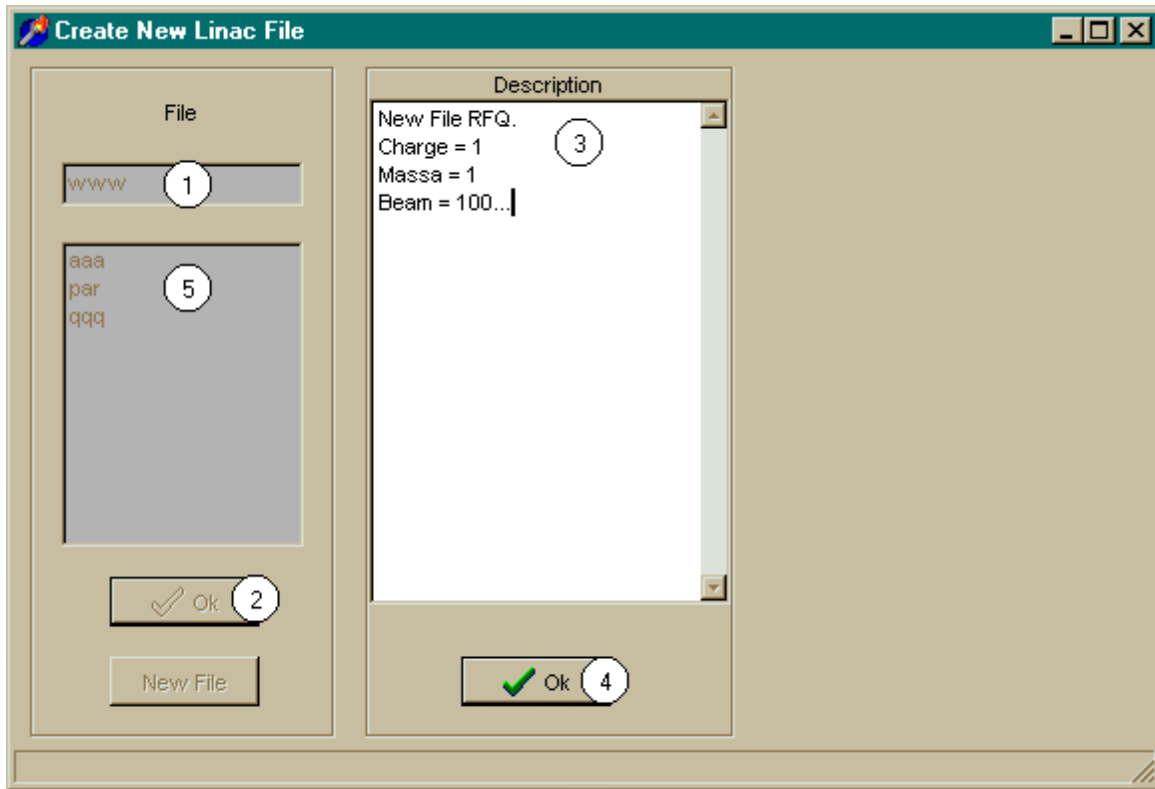 Create New Linac File
File
www
1
aaa
par
qqq
5
Ok
2
New File
Description
New File RFQ.
Charge = 1
Massa = 1
Beam = 100...
3
Ok
4